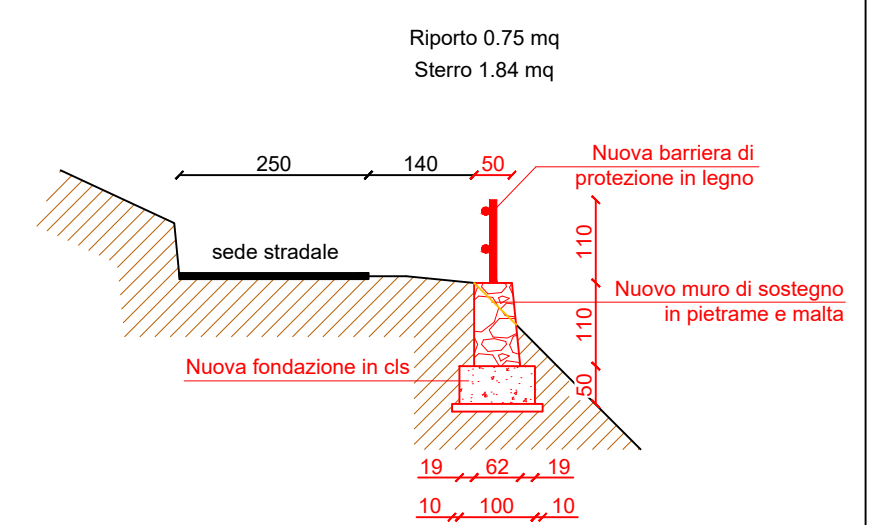 Riporto 0.75 mq
Sterro 1.84 mq
250
140
50
Nuova barriera di
protezione in legno
110
sede stradale
Nuovo muro di sostegno
in pietrame e malta
110
Nuova fondazione in cls
50
19
62
19
10
100
10